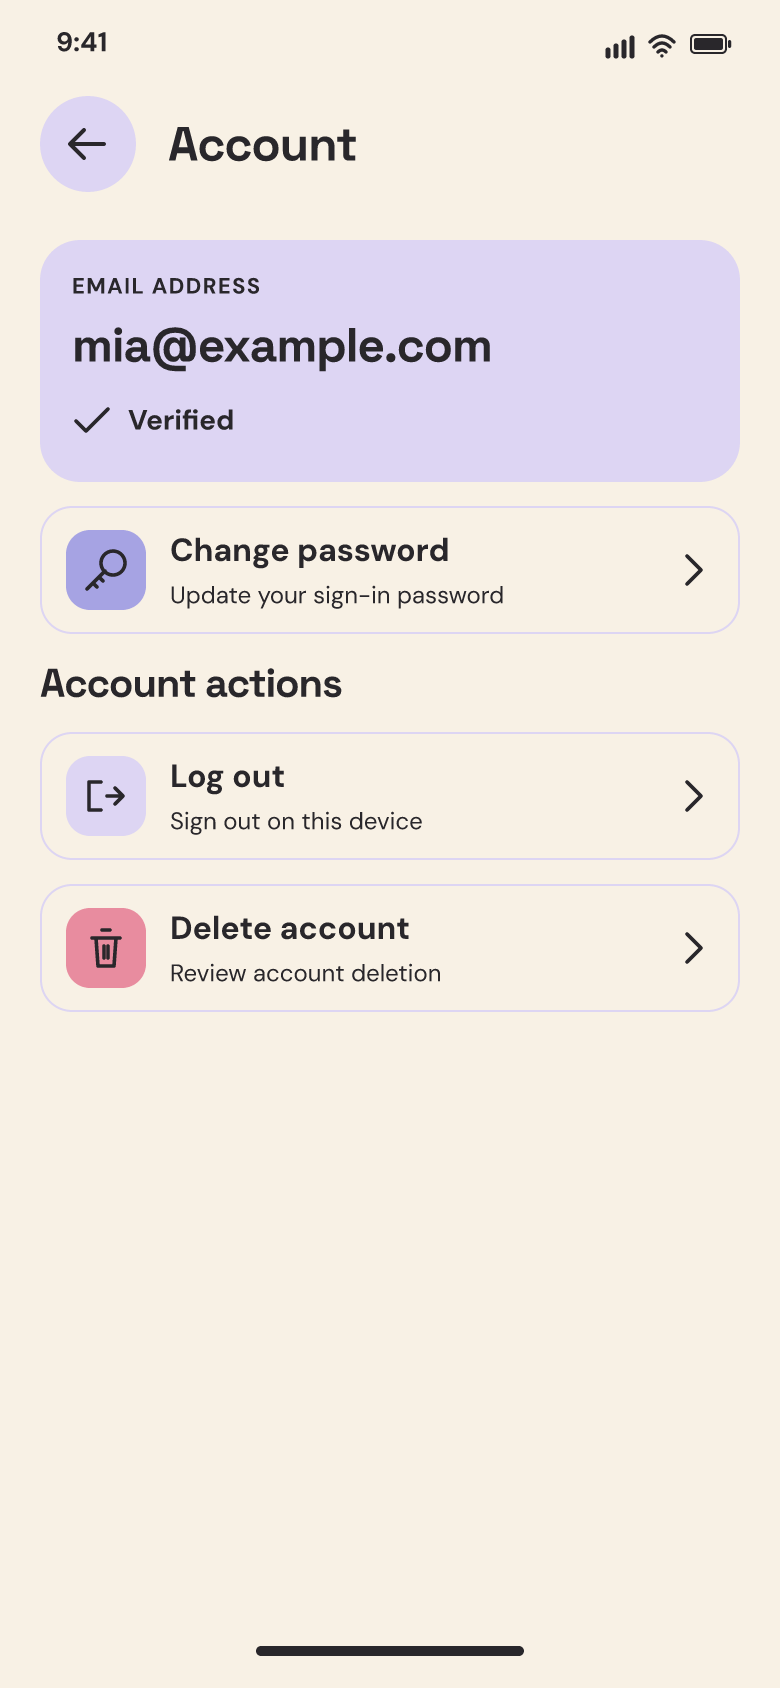 9:41
Account
EMAIL ADDRESS
mia@example.com
Verified
Change password
Update your sign-in password
Account actions
Log out
Sign out on this device
Delete account
Review account deletion